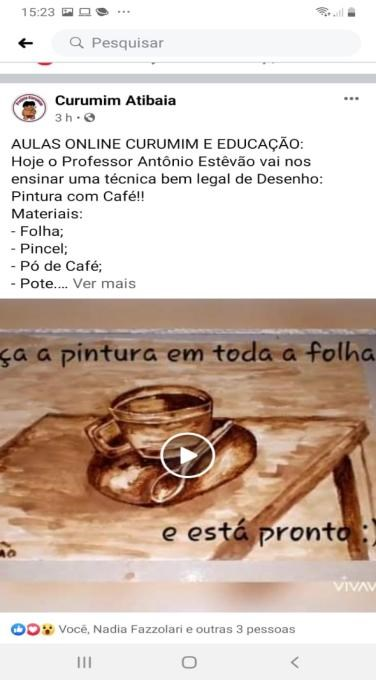 15:23
Pesquisar
Curumim Atibaia
3 h
AULAS ONLINE CURUMIM E EDUCAÇÃO:
Hoje o Professor Antônio Estêvão vai nos
ensinar uma técnica bem legal de Desenho:
Pintura com Café!!
Materiais:
- Folha;
- Pincel;
- Pó de Café;
- Pote.... Ver mais
ça a pintura em toda a folha
e está pronto :)
VIVAV
Você, Nadia Fazzolari e outras 3 pessoas